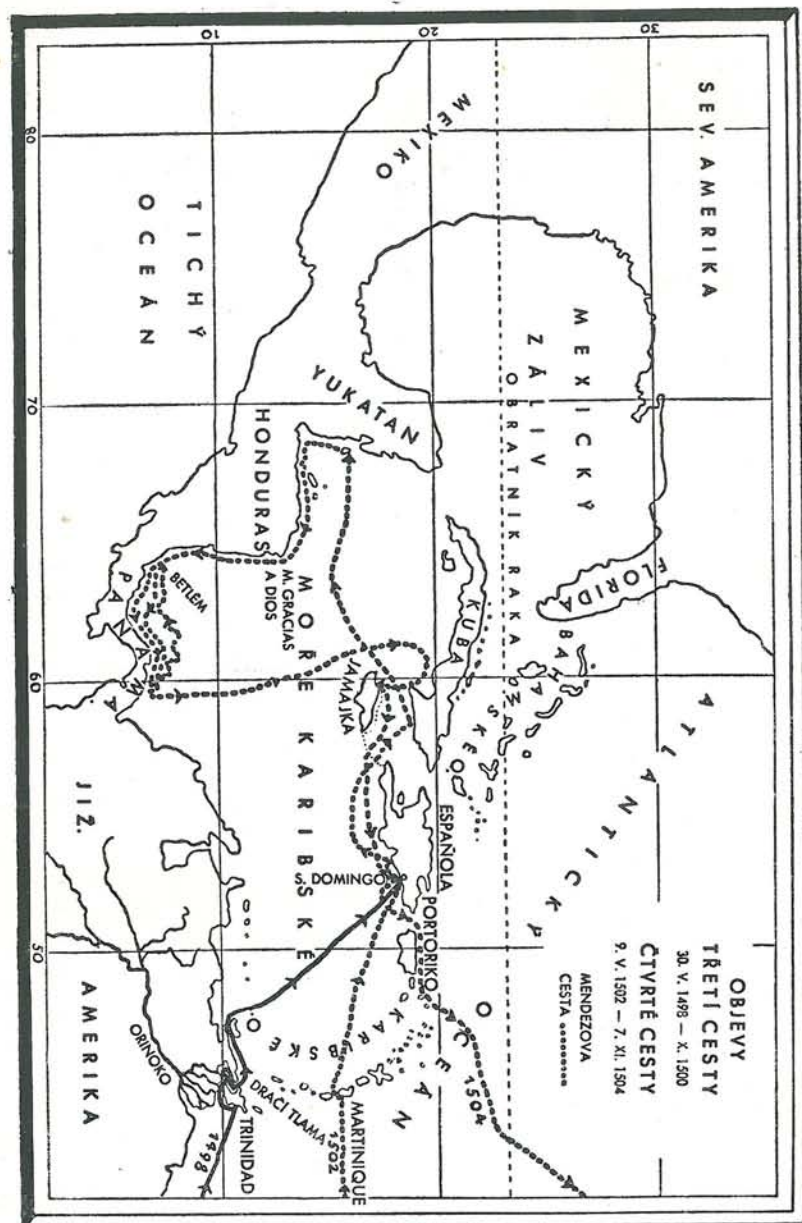 OBJEVY
TŘETÍ CESTY
30. V. 1498 — X. 1500
ČTVRTÉ CESTY
9. V. 1502 — 7. XI. 1504
MENDEZOVA
CESTA
SEV. AMERIKA
MEXICKÝ
ZÁLIV
OBRATNIK RAKA
MEXIKO
FLORIDA
BAHAMSKÉ O.
ATLANTICKÝ
OCEÁN
KUBA
YUKATAN
HONDURAS
JAMAJKA
ESPAÑOLA
S. DOMINGO
PORTORIKO
M. GRACIAS
A DIOS
MOŘE KARIBSKÉ
KARIBSKÉ O.
MARTINIQUE
1504
1502
1498
TICHÝ
OCEÁN
BETLÉM
PANAMA
DRAČÍ TLAMA
TRINIDAD
ORINOKO
JIŽ.
AMERIKA
80
70
60
50
10
20
30